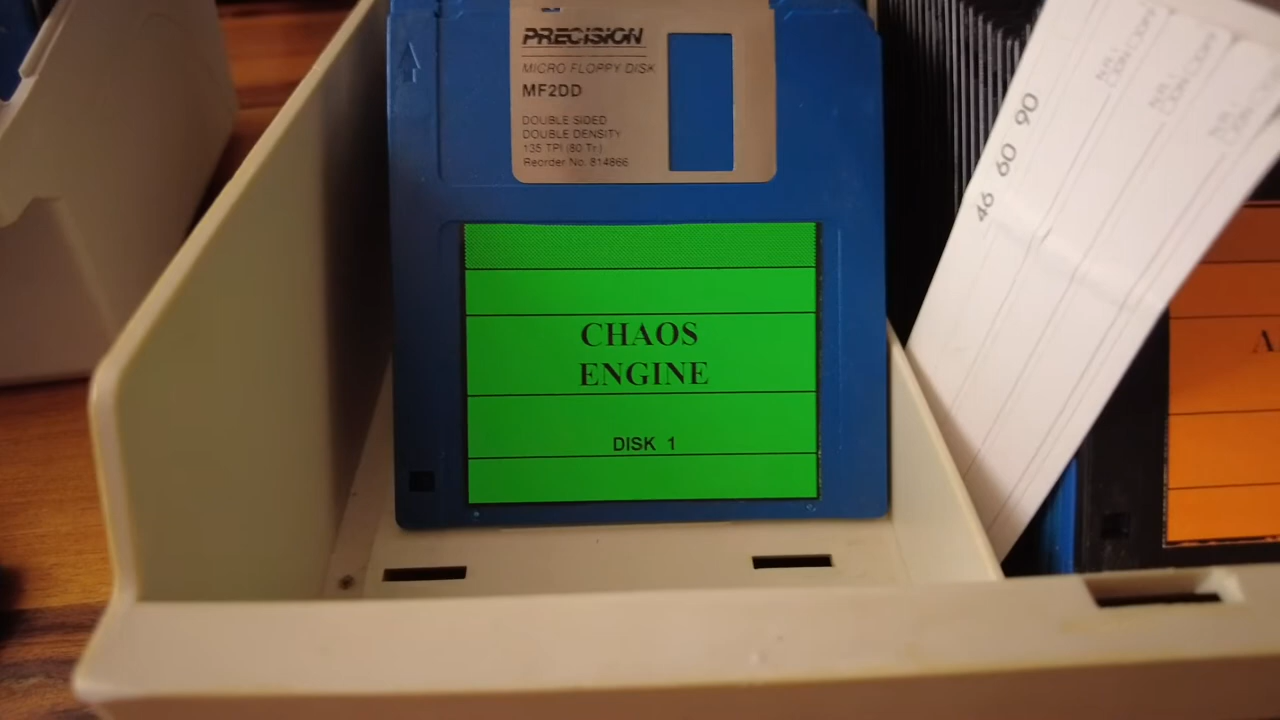 PRECISION
MICRO FLOPPY DISK
MF2DD
DOUBLE SIDED
DOUBLE DENSITY
135 TPI (80 Tr.)
Reorder No. 814866
CHAOS
ENGINE
DISK 1
46 60 90